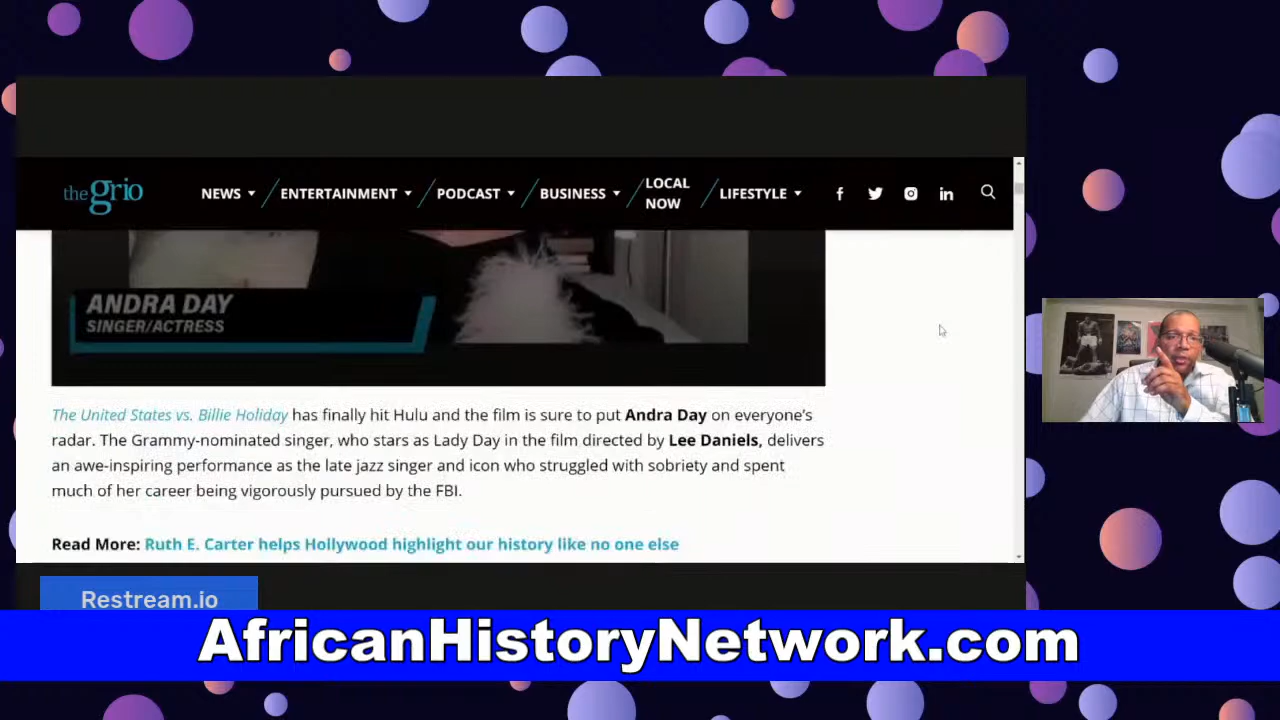 the grio
NEWS
ENTERTAINMENT
PODCAST
BUSINESS
LOCAL NOW
LIFESTYLE
ANDRA DAY
SINGER/ACTRESS
The United States vs. Billie Holiday has finally hit Hulu and the film is sure to put Andra Day on everyone's
radar. The Grammy-nominated singer, who stars as Lady Day in the film directed by Lee Daniels, delivers
an awe-inspiring performance as the late jazz singer and icon who struggled with sobriety and spent
much of her career being vigorously pursued by the FBI.
Read More: Ruth E. Carter helps Hollywood highlight our history like no one else
Restream.io
AfricanHistoryNetwork.com